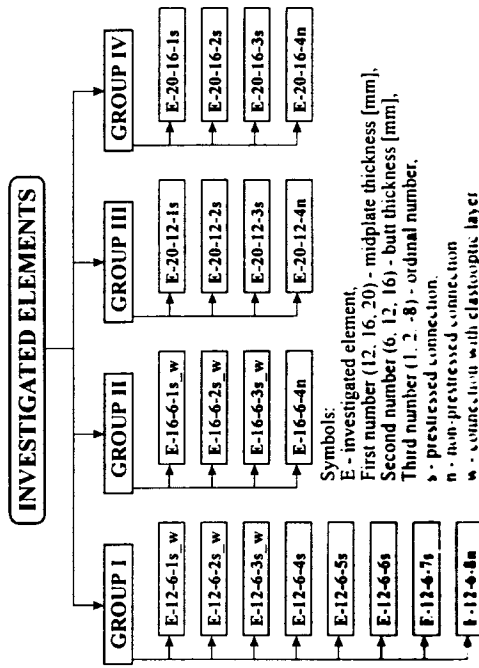 INVESTIGATED ELEMENTS
GROUP I
E-12-6-1s_w
E-12-6-2s_w
E-12-6-3s_w
E-12-6-4s
E-12-6-5s
E-12-6-6s
E-12-6-7s
E-12-6-8n
GROUP II
E-16-6-1s_w
E-16-6-2s_w
E-16-6-3s_w
E-16-6-4n
GROUP III
E-20-12-1s
E-20-12-2s
E-20-12-3s
E-20-12-4n
GROUP IV
E-20-16-1s
E-20-16-2s
E-20-16-3s
E-20-16-4n
Symbols:
E - investigated element,
First number (12, 16, 20) - midplate thickness [mm],
Second number (6, 12, 16) - butt thickness [mm],
Third number (1, 2. -8) - ordinal number,
s - prestressed connection.
n - non-prestressed connection
w - connection with elastooptic layer